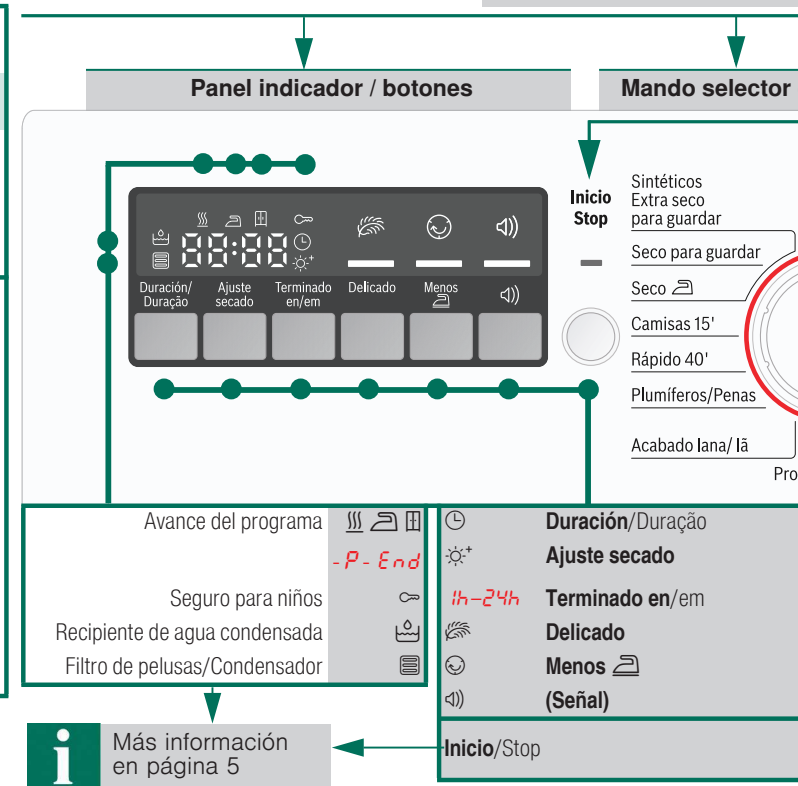 Panel indicador / botones
Mando selector
88:88
Duración/
Duração
Ajuste
secado
Terminado
en/em
Delicado
Menos
Inicio
Stop
Sintéticos
Extra seco
para guardar
Seco para guardar
Seco
Camisas 15'
Rápido 40'
Plumíferos/Penas
Acabado lana/ lã
Pro
Avance del programa
-P- End
Seguro para niños
Recipiente de agua condensada
Filtro de pelusas/Condensador
Duración/Duração
Ajuste secado
1h–24h Terminado en/em
Delicado
Menos
(Señal)
Inicio/Stop
i
Más información
en página 5